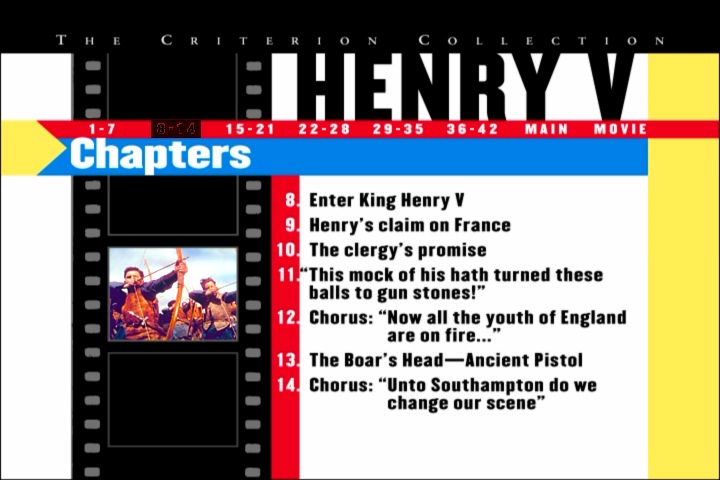 THE CRITERION COLLECTION
HENRY V
1-7 8-14 15-21 22-28 29-35 36-42 MAIN MOVIE
Chapters
8. Enter King Henry V
9. Henry's claim on France
10. The clergy's promise
11. “This mock of his hath turned these
balls to gun stones!”
12. Chorus: “Now all the youth of England
are on fire...”
13. The Boar's Head—Ancient Pistol
14. Chorus: “Unto Southampton do we
change our scene”